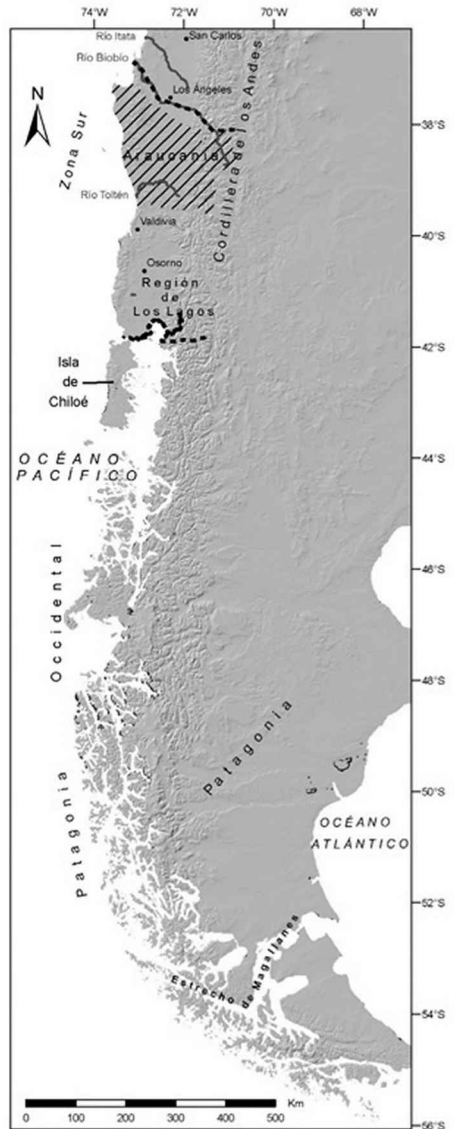 74°W 72°W 70°W 68°W
Río Itata
San Carlos
Río Biobío
Los Ángeles
N
38°S
Zona Sur
Araucanía
Cordillera de los Andes
Río Toltén
Valdivia
40°S
Osorno
Región
de
Los Lagos
42°S
Isla
de
Chiloé
OCÉANO
PACÍFICO
44°S
46°S
Patagonia Occidental
48°S
Patagonia
50°S
OCÉANO
ATLÁNTICO
52°S
Estrecho de Magallanes
54°S
Km
0 100 200 300 400 500
56°S